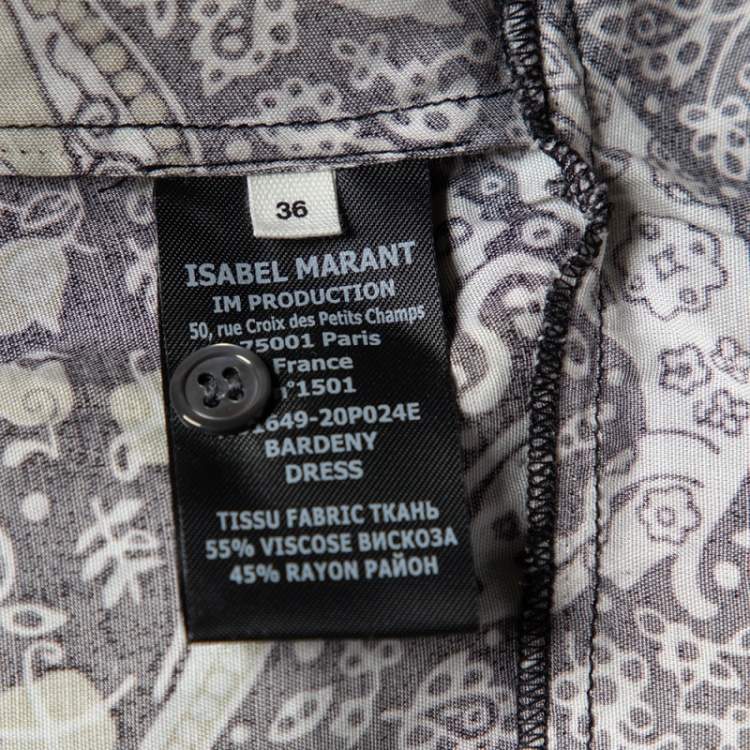 36
ISABEL MARANT
IM PRODUCTION
50, rue Croix des Petits Champs
75001 Paris
France
1501
1649-20P024E
BARDENY
DRESS
TISSU FABRIC ТКАНЬ
55% VISCOSE ВИСКОЗА
45% RAYON РАЙОН